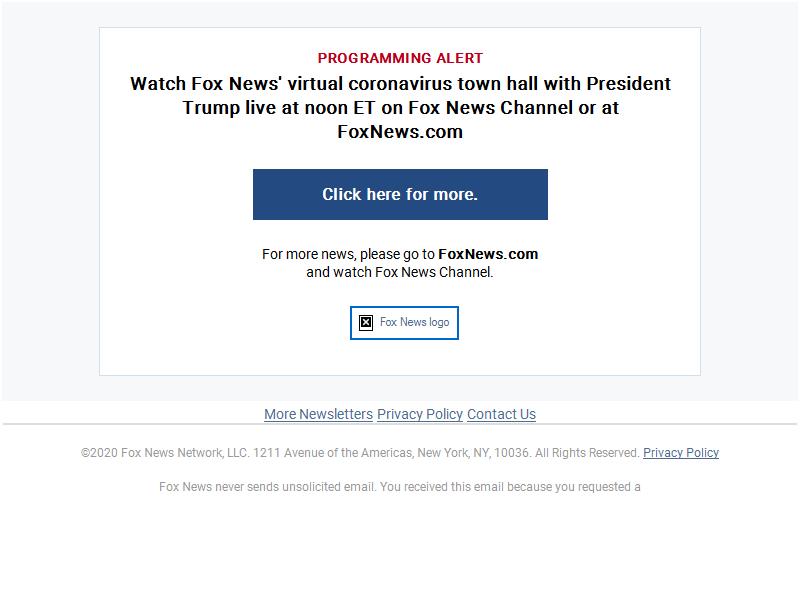 PROGRAMMING ALERT
Watch Fox News' virtual coronavirus town hall with President
Trump live at noon ET on Fox News Channel or at
FoxNews.com
Click here for more.
For more news, please go to FoxNews.com
and watch Fox News Channel.
Fox News logo
More Newsletters Privacy Policy Contact Us
©2020 Fox News Network, LLC. 1211 Avenue of the Americas, New York, NY, 10036. All Rights Reserved. Privacy Policy
Fox News never sends unsolicited email. You received this email because you requested a